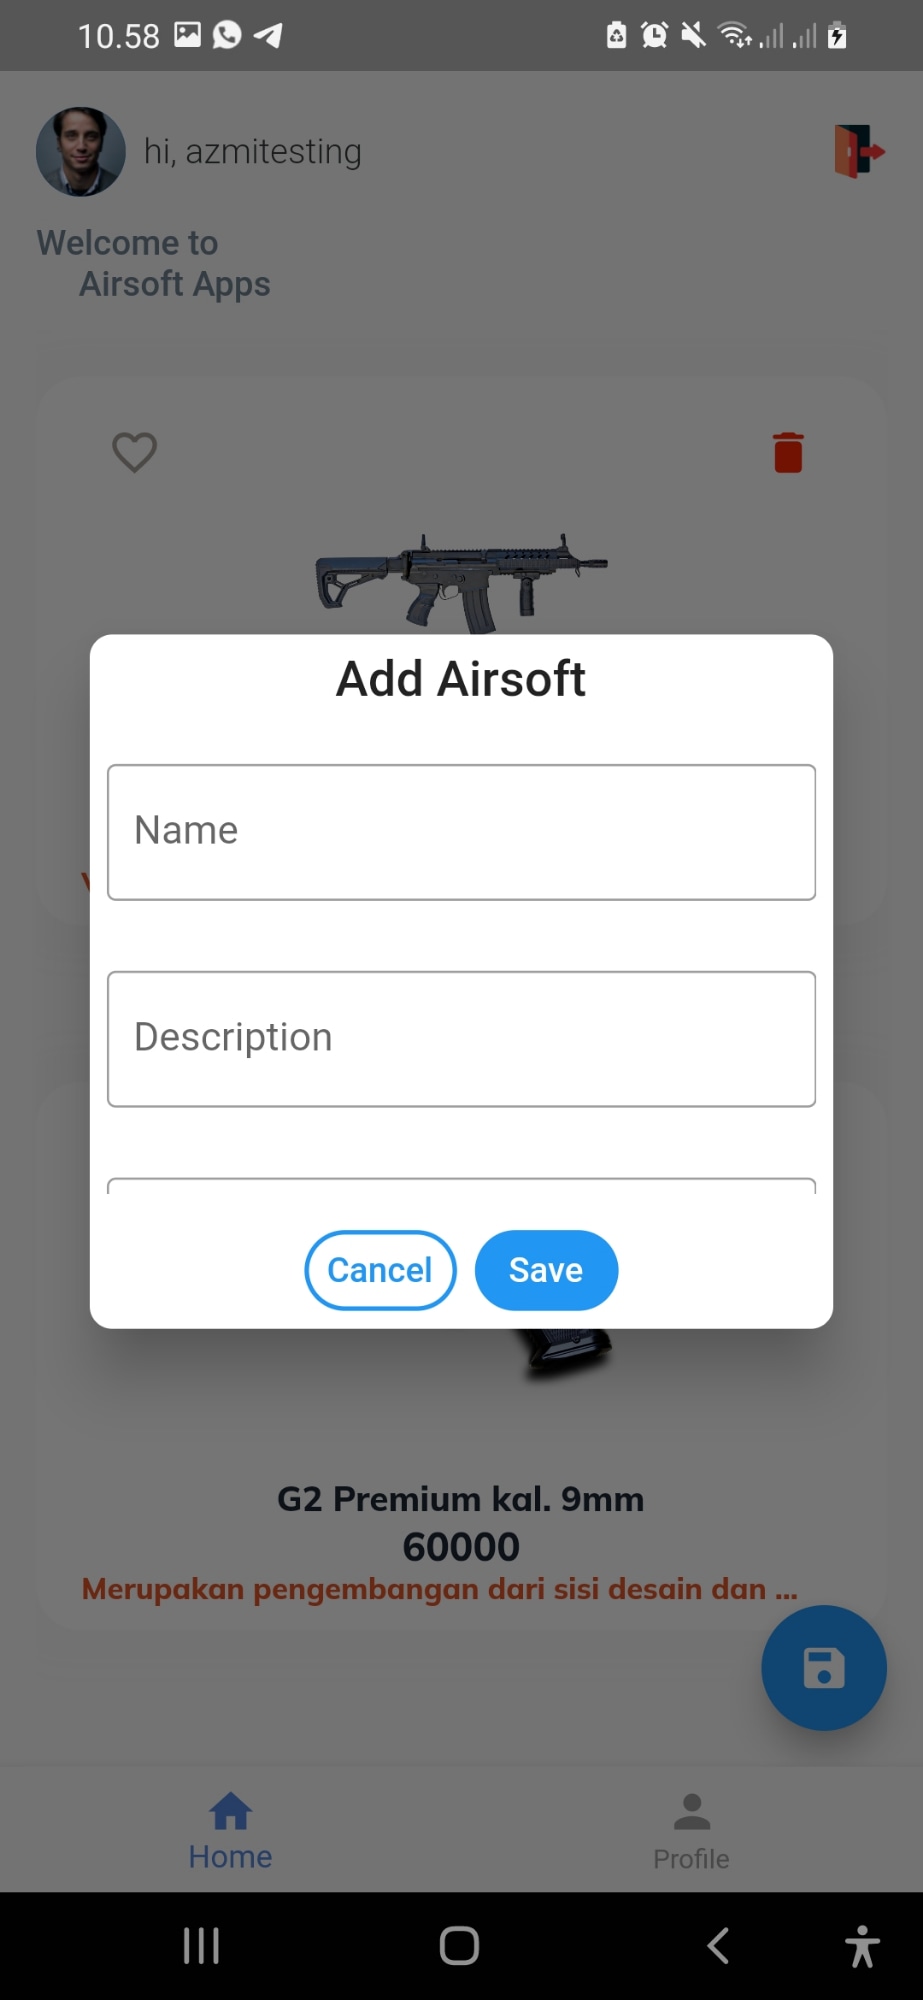 10.58
hi, azmitesting
Welcome to
Airsoft Apps
Add Airsoft
Name
Description
Cancel
Save
G2 Premium kal. 9mm
60000
Merupakan pengembangan dari sisi desain dan ...
Home
Profile